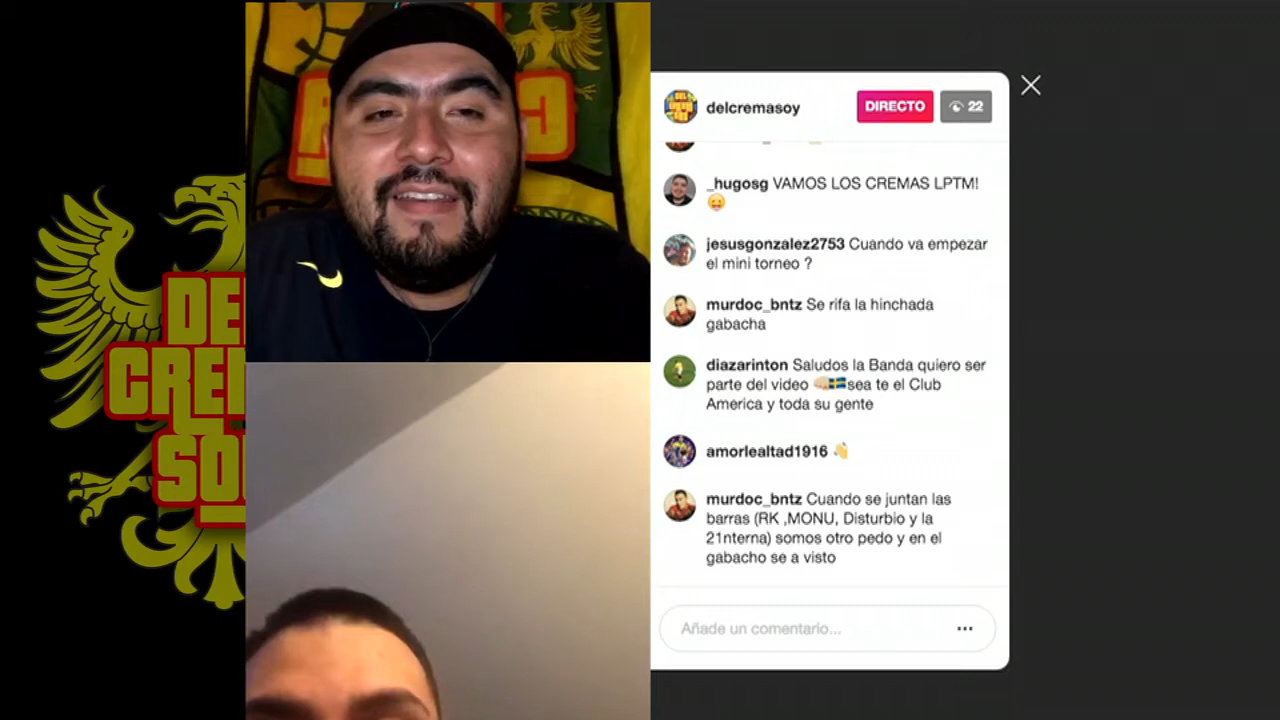 DEL
CREMA
SOY
delcremasoy
DIRECTO
22
_hugosg VAMOS LOS CREMAS LPTM!
😛
jesusgonzalez2753 Cuando va empezar
el mini torneo ?
murdoc_bntz Se rifa la hinchada
gabacha
diazarinton Saludos la Banda quiero ser
parte del video 👊🏻🇸🇪sea te el Club
America y toda su gente
amorlealtad1916 👏
murdoc_bntz Cuando se juntan las
barras (RK ,MONU, Disturbio y la
21nterna) somos otro pedo y en el
gabacho se a visto
Añade un comentario...